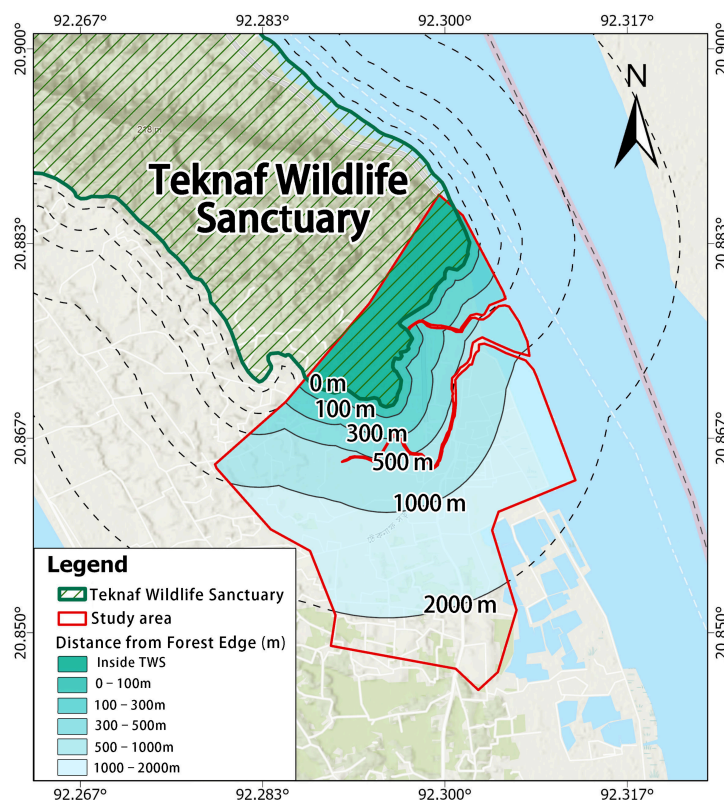 92.267°
92.283°
92.300°
92.317°
20.900°
20.900°
N
218 m
Teknaf Wildlife
Sanctuary
20.883°
20.883°
0 m
100 m
300 m
20.867°
20.867°
500 m
1000 m
2000 m
20.850°
20.850°
Legend
Teknaf Wildlife Sanctuary
Study area
Distance from Forest Edge (m)
Inside TWS
0 – 100m
100 – 300m
300 – 500m
500 – 1000m
1000 – 2000m
92.267°
92.283°
92.300°
92.317°